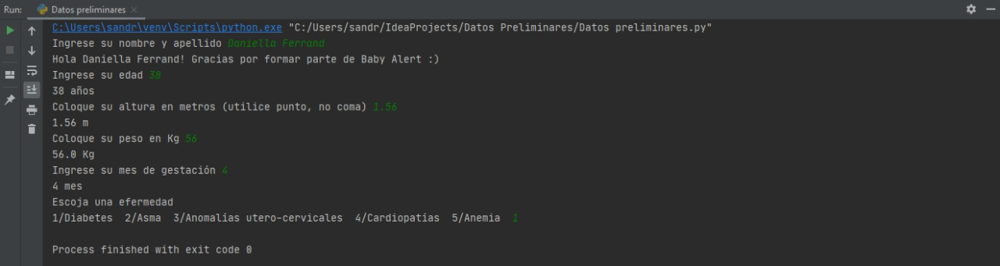 Run: Datos preliminares
C:\Users\sandr\venv\Scripts\python.exe "C:/Users/sandr/IdeaProjects/Datos Preliminares/Datos preliminares.py"
Ingrese su nombre y apellido Daniella Ferrand
Hola Daniella Ferrand! Gracias por formar parte de Baby Alert :)
Ingrese su edad 38
38 años
Coloque su altura en metros (utilice punto, no coma) 1.56
1.56 m
Coloque su peso en Kg 56
56.0 Kg
Ingrese su mes de gestación 4
4 mes
Escoja una efermedad
1/Diabetes  2/Asma  3/Anomalías utero-cervicales  4/Cardiopatías  5/Anemia  1
Process finished with exit code 0